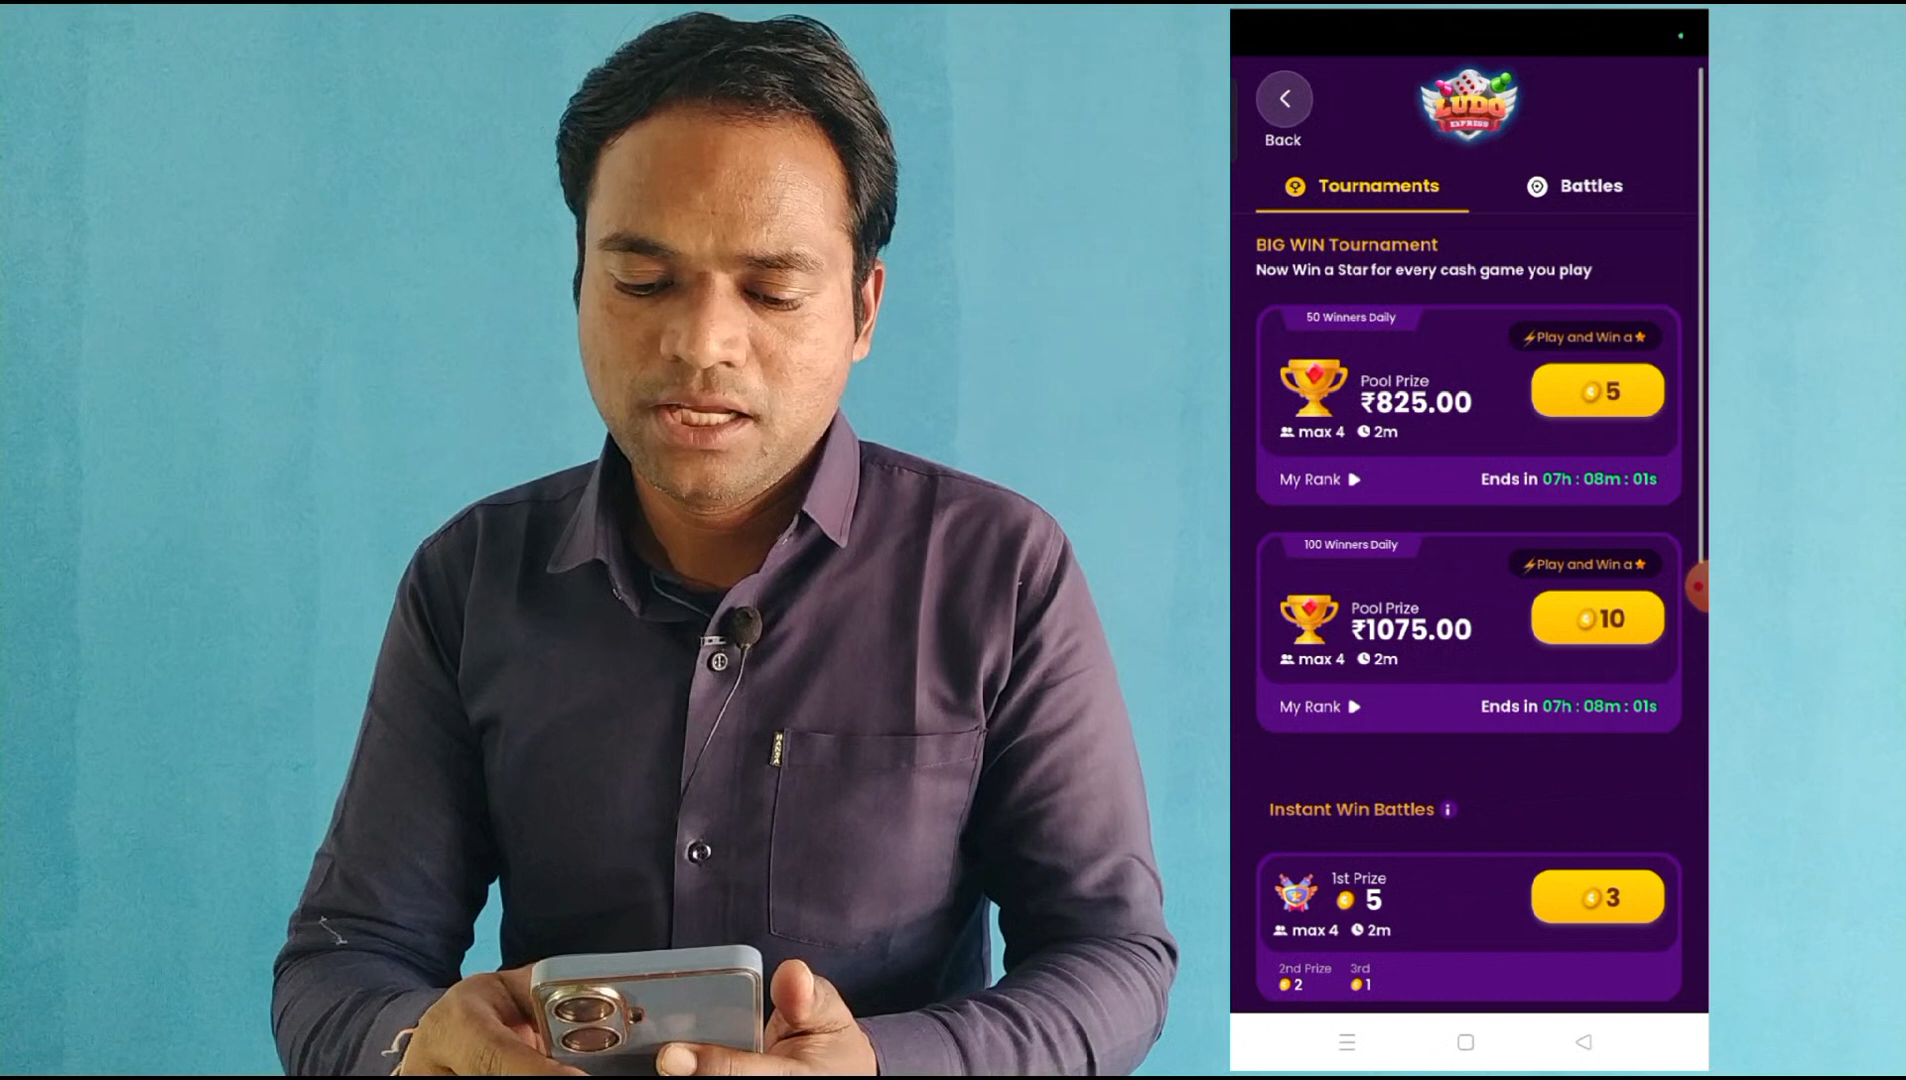 Back
LUDO
EXPRESS
Tournaments
Battles
BIG WIN Tournament
Now Win a Star for every cash game you play
50 Winners Daily
⚡Play and Win a★
Pool Prize
₹825.00
5
max 4 2m
My Rank ▶
Ends in 07h : 08m : 01s
100 Winners Daily
⚡Play and Win a★
Pool Prize
₹1075.00
10
max 4 2m
My Rank ▶
Ends in 07h : 08m : 01s
Instant Win Battles i
1st Prize
5
3
max 4 2m
2nd Prize 3rd
2 1